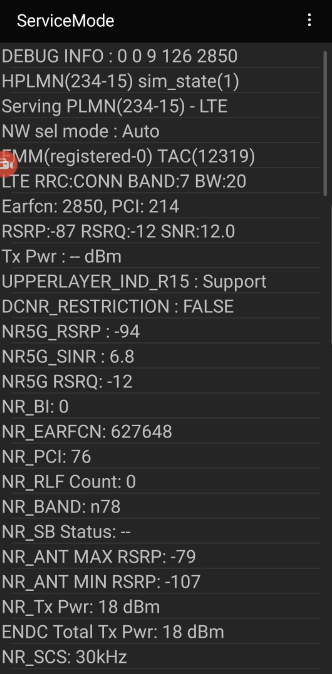 ServiceMode
DEBUG INFO : 0 0 9 126 2850
HPLMN(234-15) sim_state(1)
Serving PLMN(234-15) - LTE
NW sel mode : Auto
EMM(registered-0) TAC(12319)
LTE RRC:CONN BAND:7 BW:20
Earfcn: 2850, PCI: 214
RSRP:-87 RSRQ:-12 SNR:12.0
Tx Pwr : -- dBm
UPPERLAYER_IND_R15 : Support
DCNR_RESTRICTION : FALSE
NR5G_RSRP : -94
NR5G_SINR : 6.8
NR5G RSRQ: -12
NR_BI: 0
NR_EARFCN: 627648
NR_PCI: 76
NR_RLF Count: 0
NR_BAND: n78
NR_SB Status: --
NR_ANT MAX RSRP: -79
NR_ANT MIN RSRP: -107
NR_Tx Pwr: 18 dBm
ENDC Total Tx Pwr: 18 dBm
NR_SCS: 30kHz